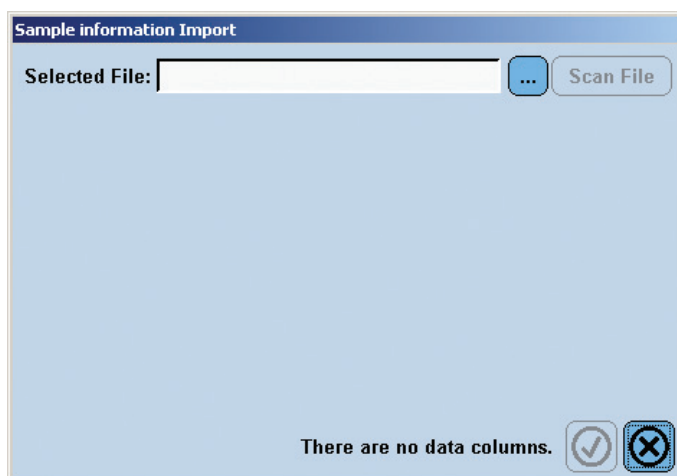 Sample information Import
Selected File: ... Scan File
There are no data columns.